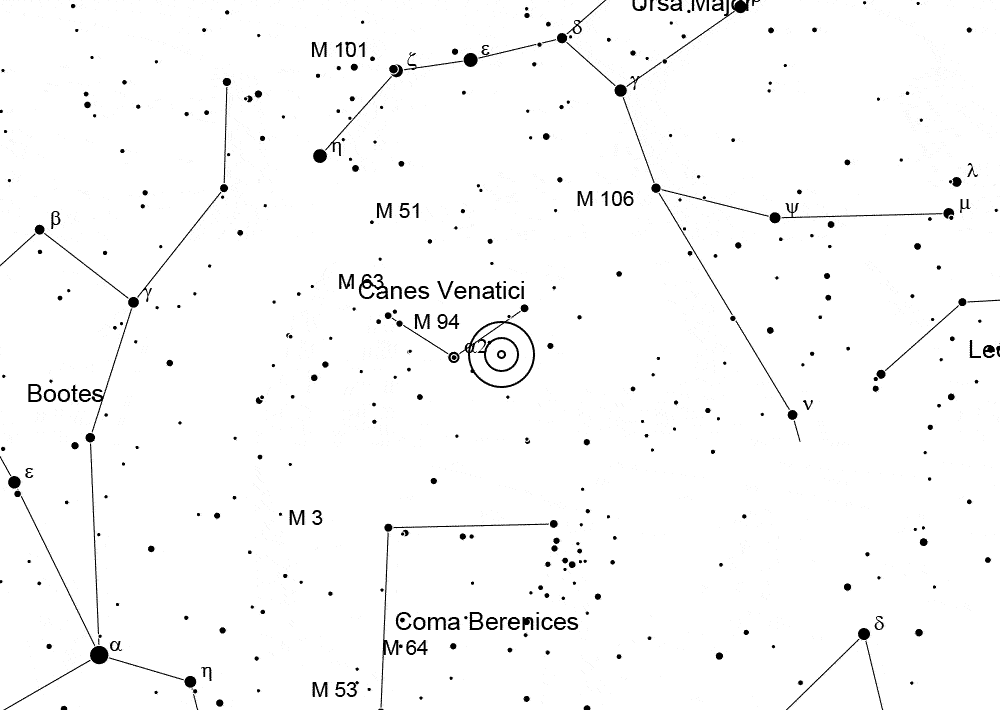 Ursa Major
δ
M 101
ζ
ε
γ
η
λ
M 106
ψ
μ
M 51
β
M 63
Canes Venatici
γ
M 94
α2
Leo
Bootes
ν
ε
M 3
Coma Berenices
δ
α
M 64
η
M 53